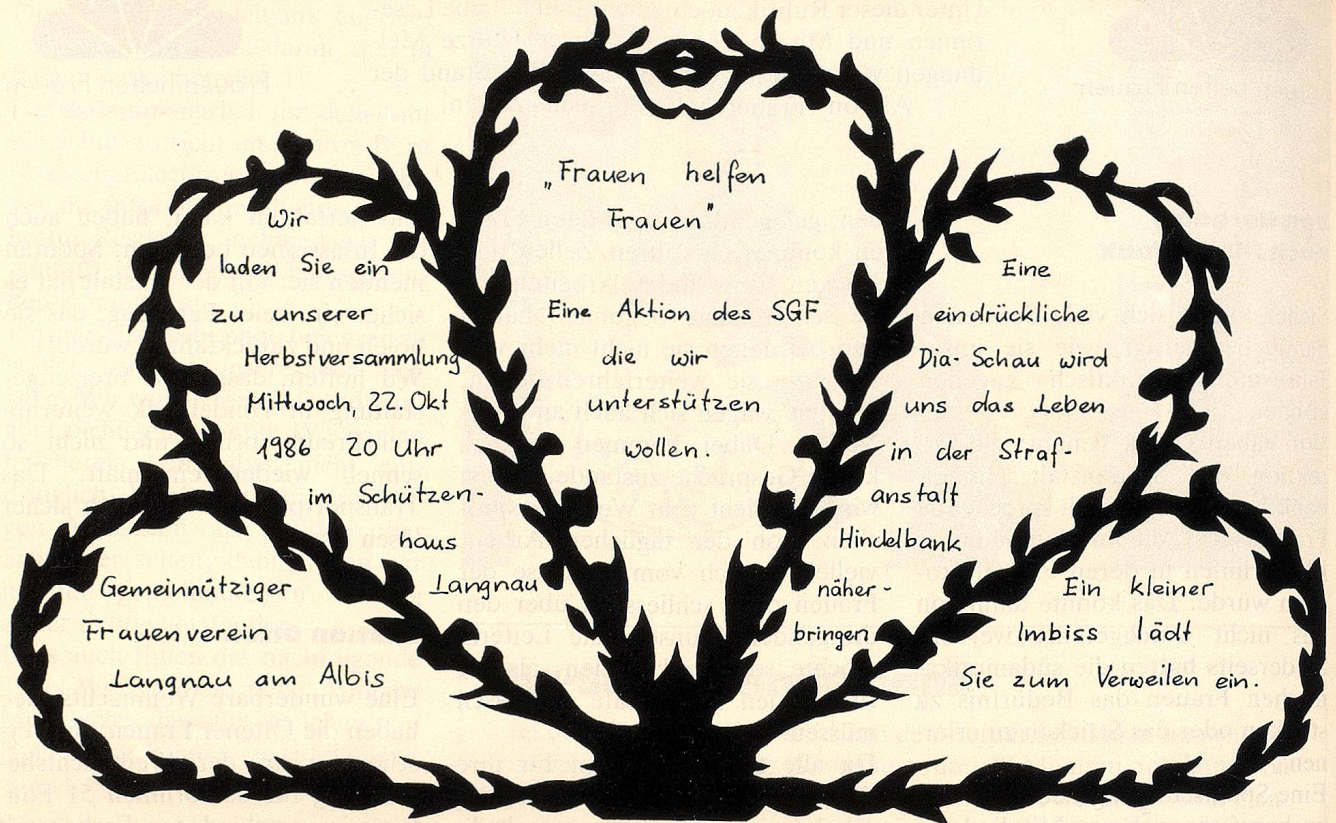 „Frauen helfen
Frauen"
Eine Aktion des SGF
die wir
unterstützen
wollen.
Wir
laden Sie ein
zu unserer
Herbstversammlung
Mittwoch, 22. Okt
1986 20 Uhr
im Schützen-
haus
Langnau
Eine
eindrückliche
Dia-Schau wird
uns das Leben
in der Straf-
anstalt
Hindelbank
näher-
bringen
Gemeinnütziger
Frauenverein
Langnau am Albis
Ein kleiner
Imbiss lädt
Sie zum Verweilen ein.